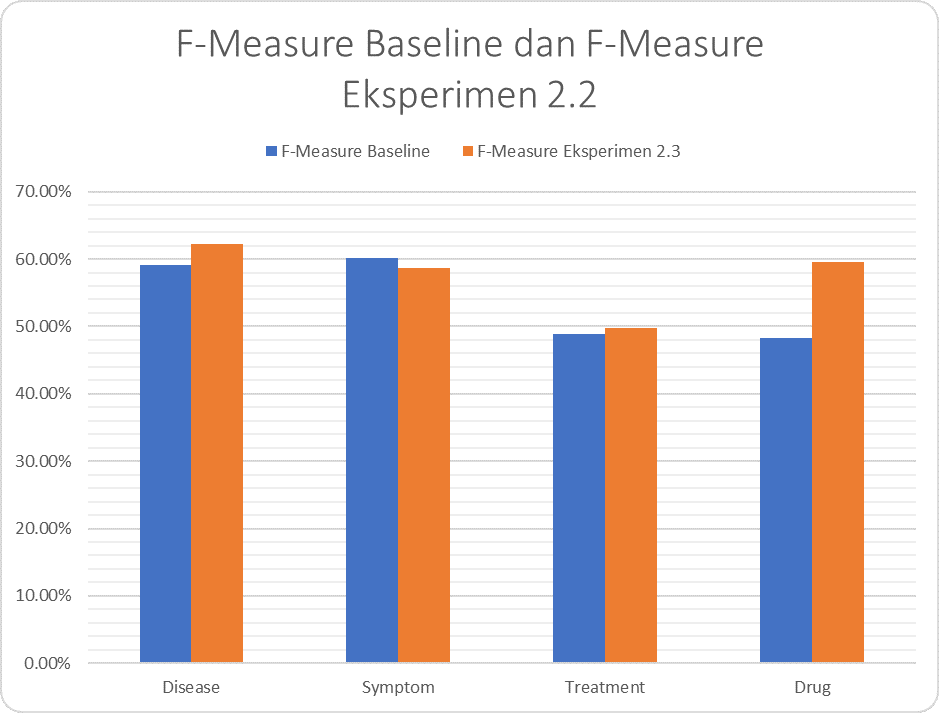 F-Measure Baseline dan F-Measure
Eksperimen 2.2
F-Measure Baseline F-Measure Eksperimen 2.3
70.00%
60.00%
50.00%
40.00%
30.00%
20.00%
10.00%
0.00%
Disease Symptom Treatment Drug